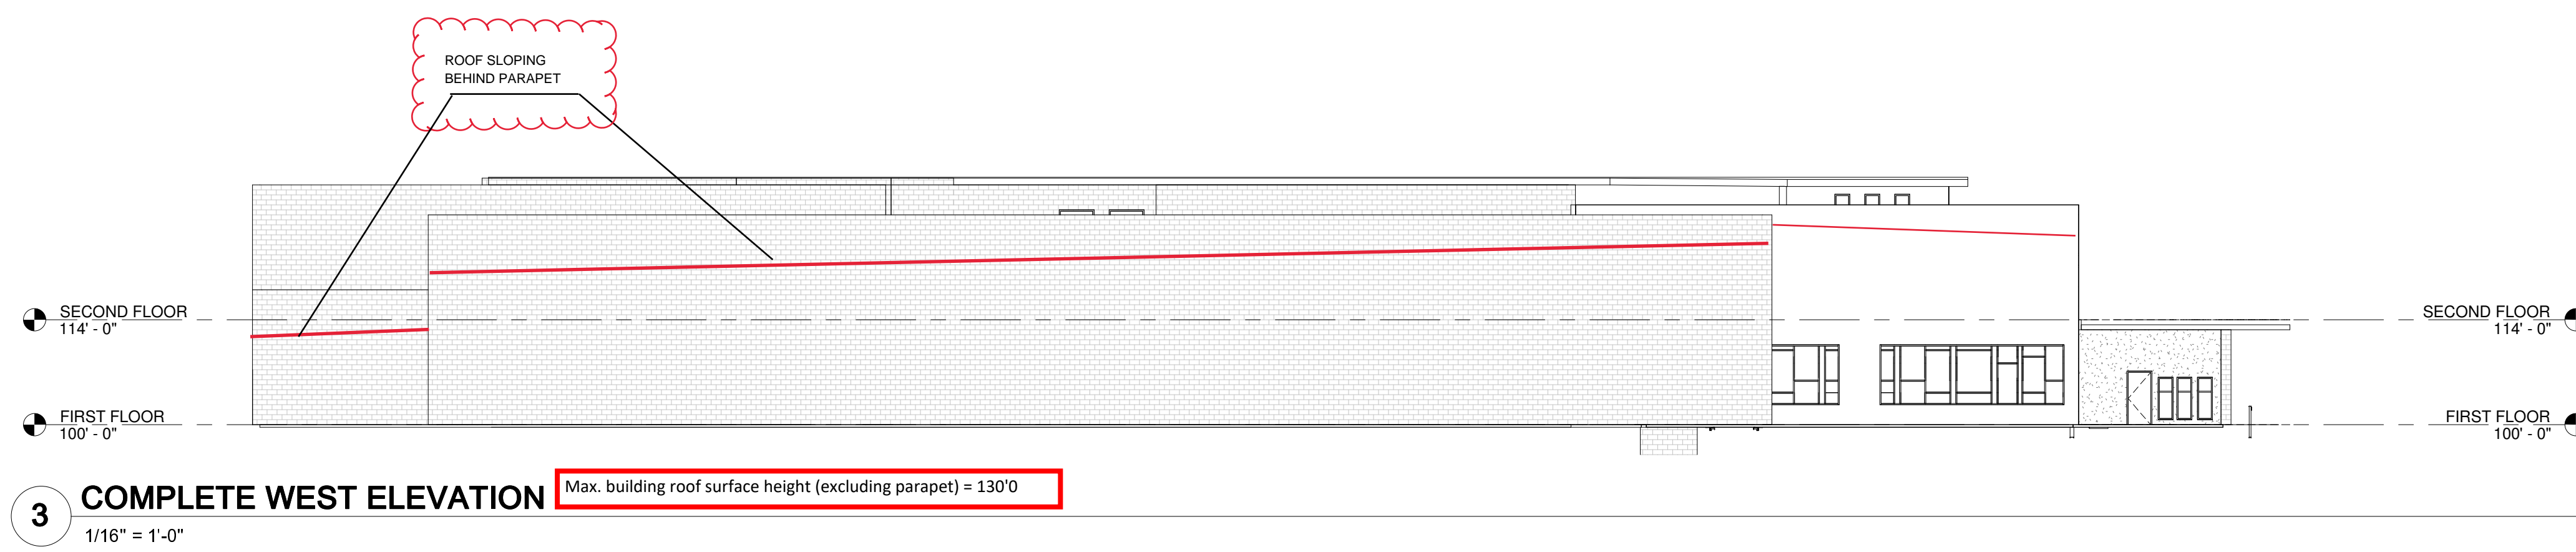 ROOF SLOPING
BEHIND PARAPET
SECOND FLOOR
114' - 0"
SECOND FLOOR
114' - 0"
FIRST FLOOR
100' - 0"
FIRST FLOOR
100' - 0"
3
COMPLETE WEST ELEVATION
Max. building roof surface height (excluding parapet) = 130'0
1/16" = 1'-0"